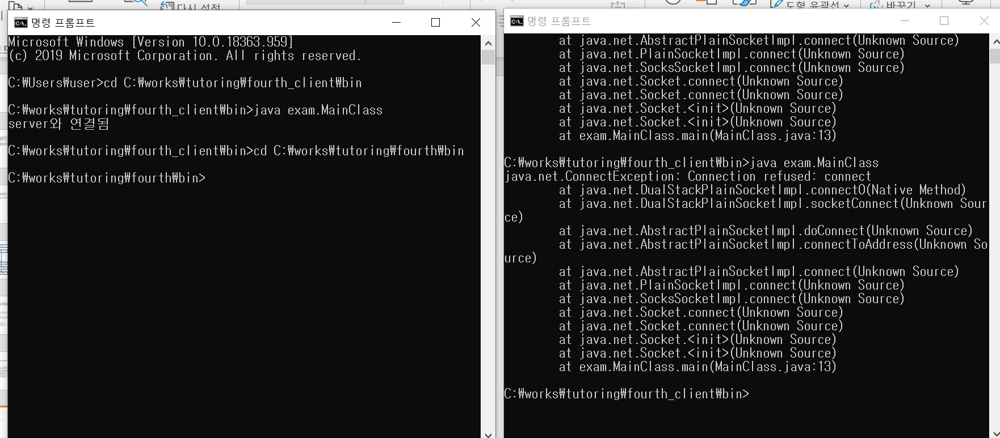 다시 설정
도형 윤곽선
바꾸기
명령 프롬프트
Microsoft Windows [Version 10.0.18363.959]
(c) 2019 Microsoft Corporation. All rights reserved.
C:₩Users₩user>cd C:₩works₩tutoring₩fourth_client₩bin
C:₩works₩tutoring₩fourth_client₩bin>java exam.MainClass
server와 연결됨
C:₩works₩tutoring₩fourth_client₩bin>cd C:₩works₩tutoring₩fourth₩bin
C:₩works₩tutoring₩fourth₩bin>
명령 프롬프트
at java.net.AbstractPlainSocketImpl.connect(Unknown Source)
at java.net.PlainSocketImpl.connect(Unknown Source)
at java.net.SocksSocketImpl.connect(Unknown Source)
at java.net.Socket.connect(Unknown Source)
at java.net.Socket.connect(Unknown Source)
at java.net.Socket.<init>(Unknown Source)
at java.net.Socket.<init>(Unknown Source)
at exam.MainClass.main(MainClass.java:13)
C:₩works₩tutoring₩fourth_client₩bin>java exam.MainClass
java.net.ConnectException: Connection refused: connect
at java.net.DualStackPlainSocketImpl.connect0(Native Method)
at java.net.DualStackPlainSocketImpl.socketConnect(Unknown Sour
ce)
at java.net.AbstractPlainSocketImpl.doConnect(Unknown Source)
at java.net.AbstractPlainSocketImpl.connectToAddress(Unknown So
urce)
at java.net.AbstractPlainSocketImpl.connect(Unknown Source)
at java.net.PlainSocketImpl.connect(Unknown Source)
at java.net.SocksSocketImpl.connect(Unknown Source)
at java.net.Socket.connect(Unknown Source)
at java.net.Socket.connect(Unknown Source)
at java.net.Socket.<init>(Unknown Source)
at java.net.Socket.<init>(Unknown Source)
at exam.MainClass.main(MainClass.java:13)
C:₩works₩tutoring₩fourth_client₩bin>